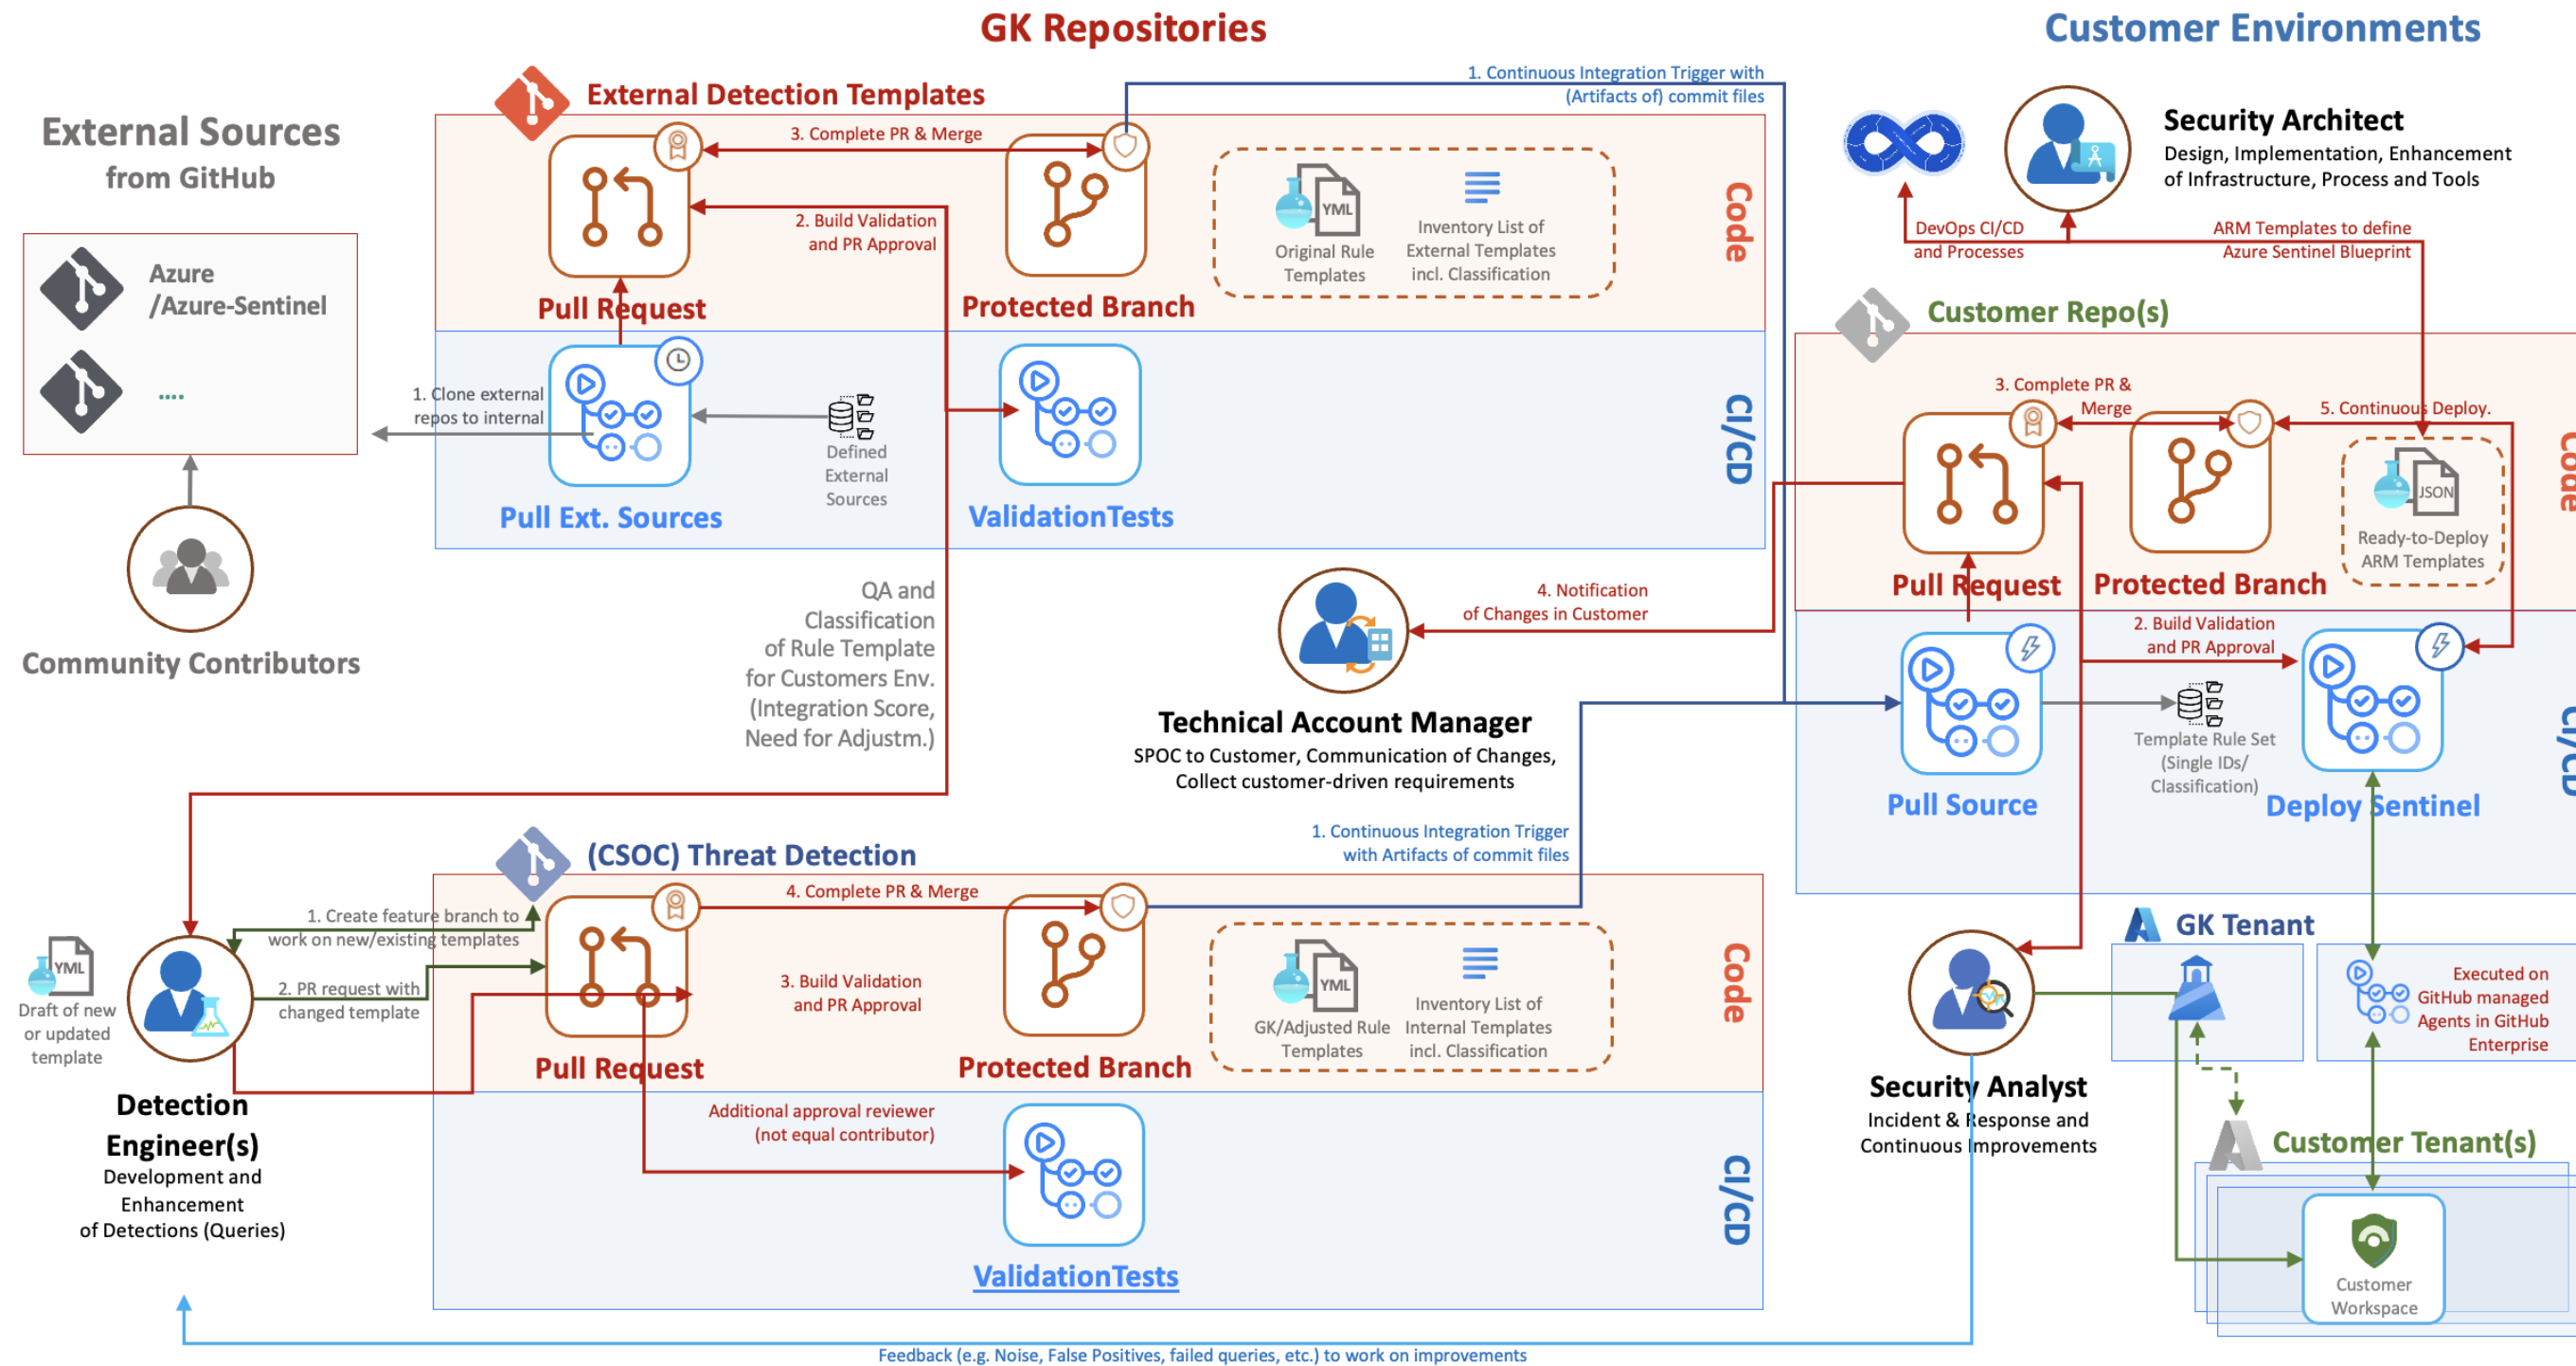 GK Repositories
Customer Environments
External Sources
from GitHub
Azure
/Azure-Sentinel
....
Community Contributors
External Detection Templates
1. Continuous Integration Trigger with
(Artifacts of) commit files
3. Complete PR & Merge
2. Build Validation
and PR Approval
Pull Request
Protected Branch
YML
Original Rule
Templates
Inventory List of
External Templates
incl. Classification
Code
1. Clone external
repos to internal
Defined
External
Sources
Pull Ext. Sources
ValidationTests
CI/CD
QA and
Classification
of Rule Template
for Customers Env.
(Integration Score,
Need for Adjustm.)
4. Notification
of Changes in Customer
Technical Account Manager
SPOC to Customer, Communication of Changes,
Collect customer-driven requirements
1. Continuous Integration Trigger
with Artifacts of commit files
(CSOC) Threat Detection
1. Create feature branch to
work on new/existing templates
2. PR request with
changed template
YML
Draft of new
or updated
template
Detection
Engineer(s)
Development and
Enhancement
of Detections (Queries)
4. Complete PR & Merge
3. Build Validation
and PR Approval
Pull Request
Protected Branch
YML
GK/Adjusted Rule
Templates
Inventory List of
Internal Templates
incl. Classification
Code
Additional approval reviewer
(not equal contributor)
ValidationTests
CI/CD
Feedback (e.g. Noise, False Positives, failed queries, etc.) to work on improvements
Security Architect
Design, Implementation, Enhancement
of Infrastructure, Process and Tools
DevOps CI/CD
and Processes
ARM Templates to define
Azure Sentinel Blueprint
Customer Repo(s)
3. Complete PR &
Merge
5. Continuous Deploy.
JSON
Ready-to-Deploy
ARM Templates
Pull Request
Protected Branch
Code
2. Build Validation
and PR Approval
Template Rule Set
(Single IDs/
Classification)
Pull Source
Deploy Sentinel
CI/CD
GK Tenant
Executed on
GitHub managed
Agents in GitHub
Enterprise
Security Analyst
Incident & Response and
Continuous Improvements
Customer Tenant(s)
Customer
Workspace